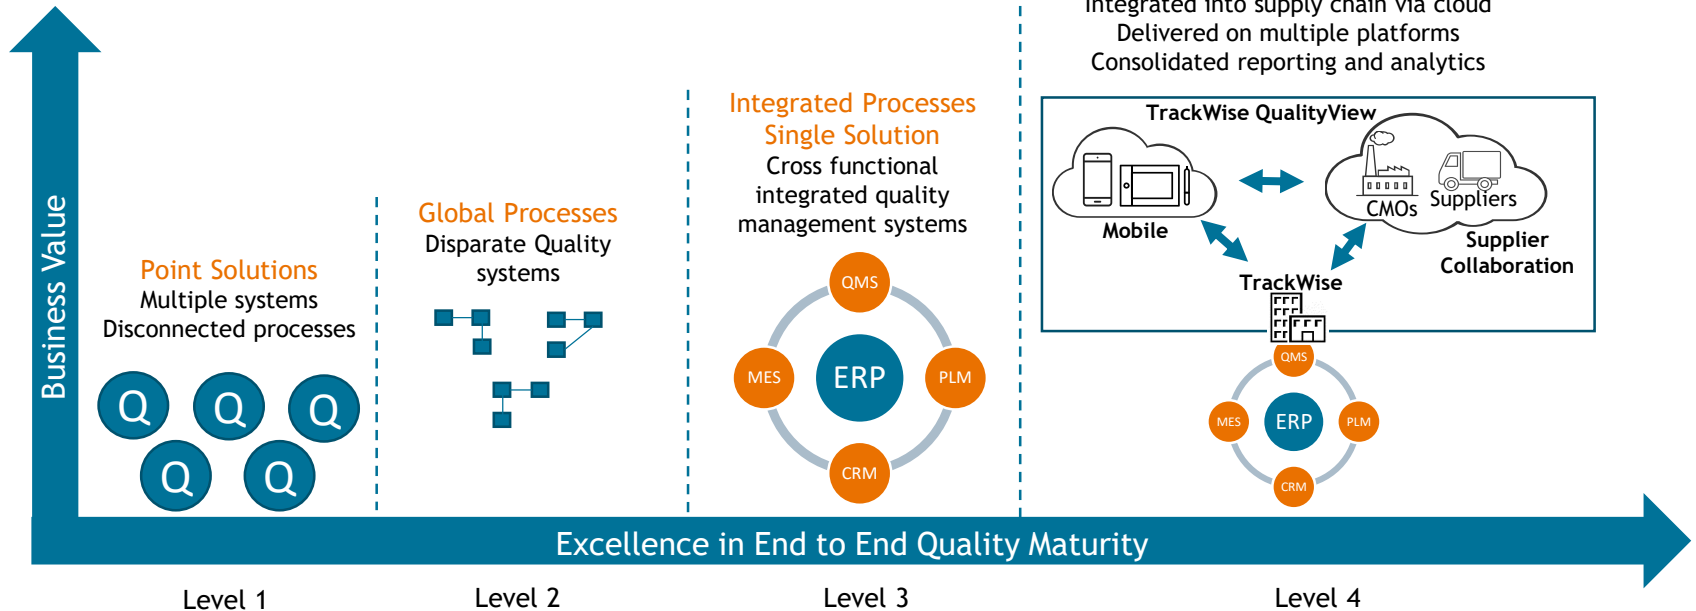 Business Value
Point Solutions
Multiple systems
Disconnected processes
Q
Q
Q
Q
Q
Global Processes
Disparate Quality
systems
Integrated Processes
Single Solution
Cross functional
integrated quality
management systems
QMS
MES
ERP
PLM
CRM
Integrated into supply chain via cloud
Delivered on multiple platforms
Consolidated reporting and analytics
TrackWise QualityView
CMOs
Suppliers
Mobile
Supplier
Collaboration
TrackWise
QMS
MES
ERP
PLM
CRM
Excellence in End to End Quality Maturity
Level 1
Level 2
Level 3
Level 4